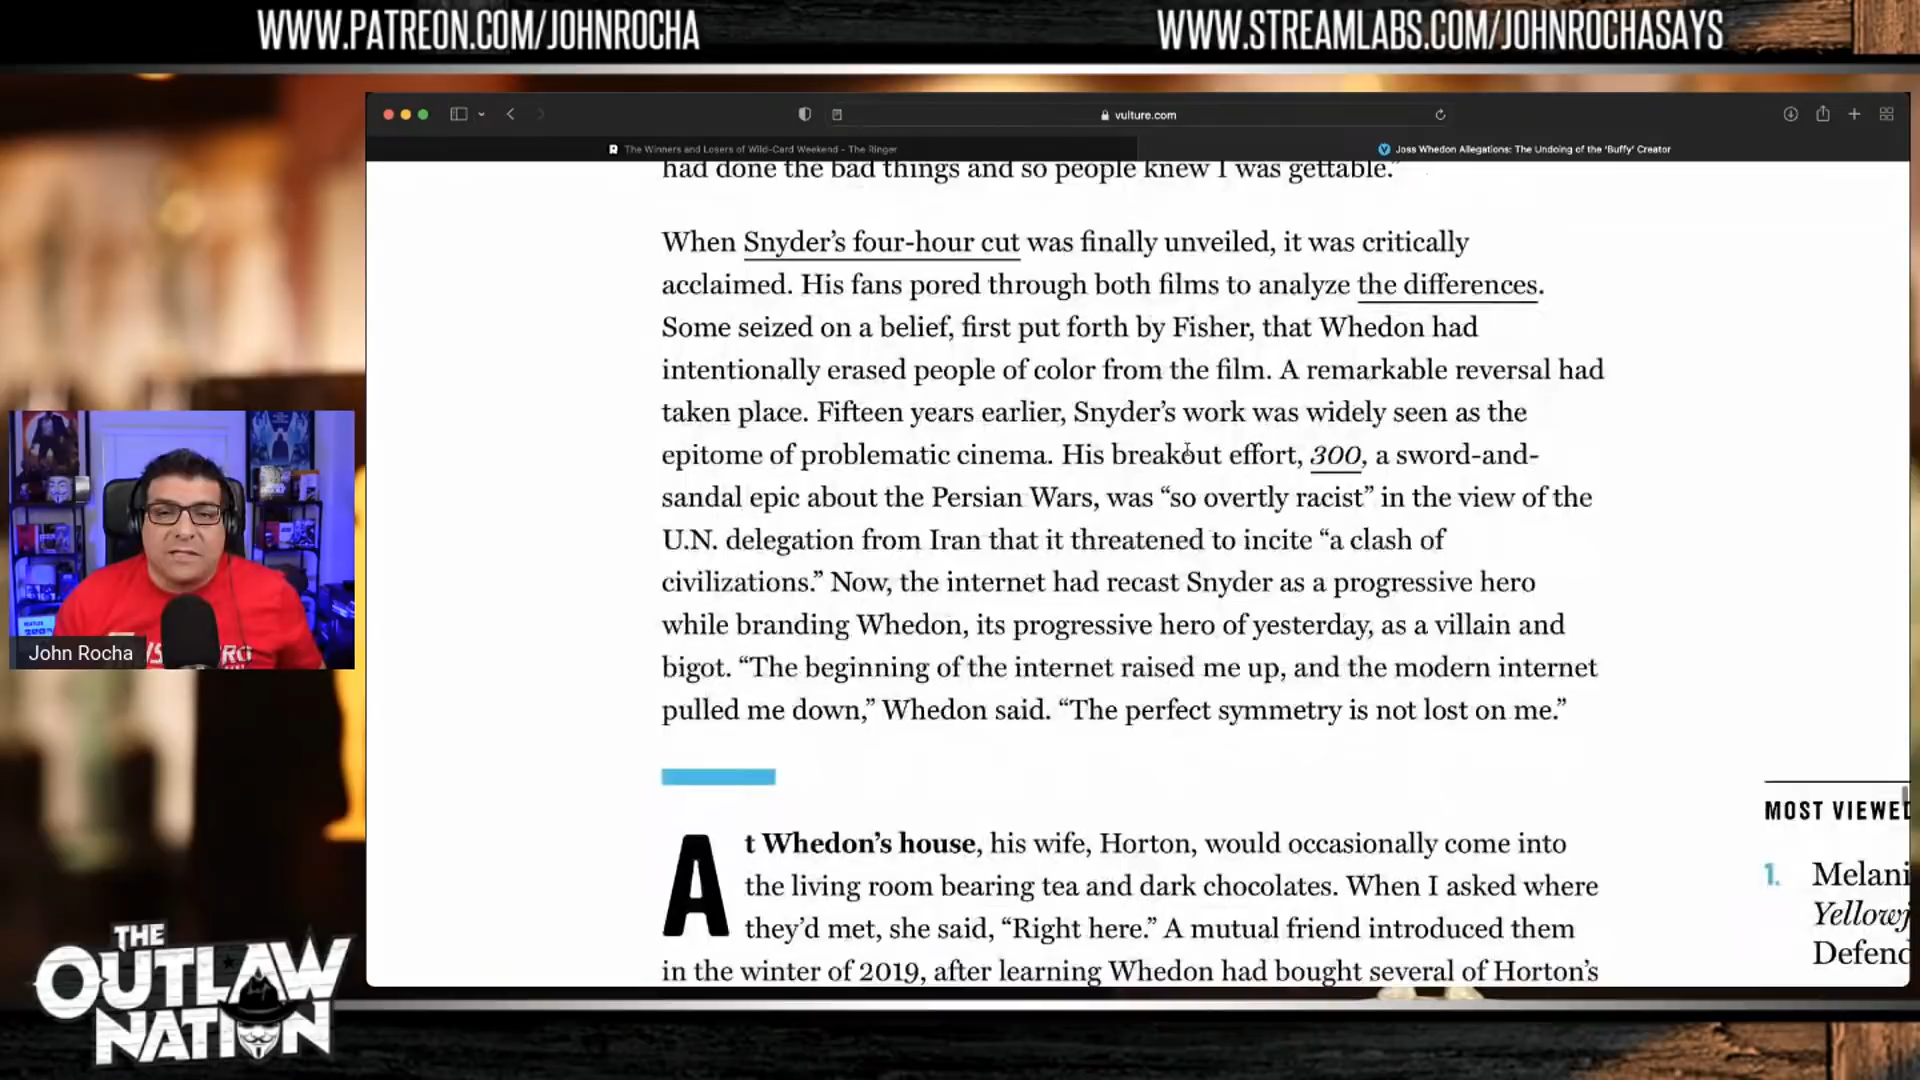 WWW.PATREON.COM/JOHNROCHA
WWW.STREAMLABS.COM/JOHNROCHASAYS
vulture.com
The Winners and Losers of Wild-Card Weekend - The Ringer
Joss Whedon Allegations: The Undoing of the ‘Buffy’ Creator
had done the bad things and so people knew I was gettable.”
When Snyder’s four-hour cut was finally unveiled, it was critically
acclaimed. His fans pored through both films to analyze the differences.
Some seized on a belief, first put forth by Fisher, that Whedon had
intentionally erased people of color from the film. A remarkable reversal had
taken place. Fifteen years earlier, Snyder’s work was widely seen as the
epitome of problematic cinema. His breakout effort, 300, a sword-and-
sandal epic about the Persian Wars, was “so overtly racist” in the view of the
U.N. delegation from Iran that it threatened to incite “a clash of
civilizations.” Now, the internet had recast Snyder as a progressive hero
while branding Whedon, its progressive hero of yesterday, as a villain and
bigot. “The beginning of the internet raised me up, and the modern internet
pulled me down,” Whedon said. “The perfect symmetry is not lost on me.”
At Whedon’s house, his wife, Horton, would occasionally come into
the living room bearing tea and dark chocolates. When I asked where
they’d met, she said, “Right here.” A mutual friend introduced them
in the winter of 2019, after learning Whedon had bought several of Horton’s
MOST VIEWED
1. Melani
Yellowj
Defend
John Rocha
THE
OUTLAW
NATION